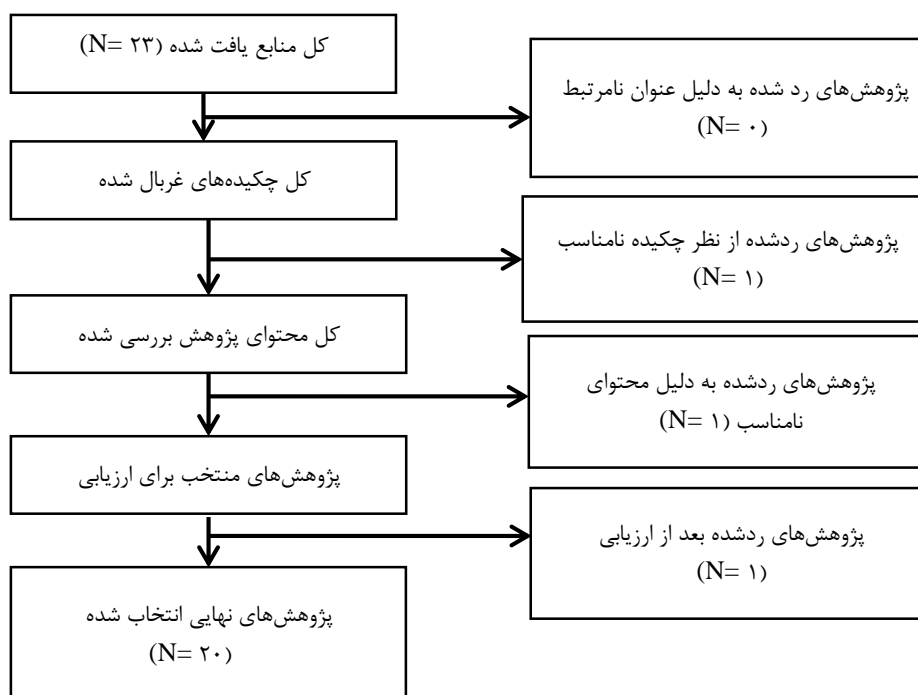 کل منابع یافت شده (N= ۲۳)
پژوهش‌های رد شده به دلیل عنوان نامرتبط
(N= ۰)
کل چکیده‌های غربال شده
پژوهش‌های ردشده از نظر چکیده نامناسب
(N= ۱)
کل محتوای پژوهش بررسی شده
پژوهش‌های ردشده به دلیل محتوای
نامناسب (N= ۱)
پژوهش‌های منتخب برای ارزیابی
پژوهش‌های ردشده بعد از ارزیابی
(N= ۱)
پژوهش‌های نهایی انتخاب شده
(N= ۲۰)